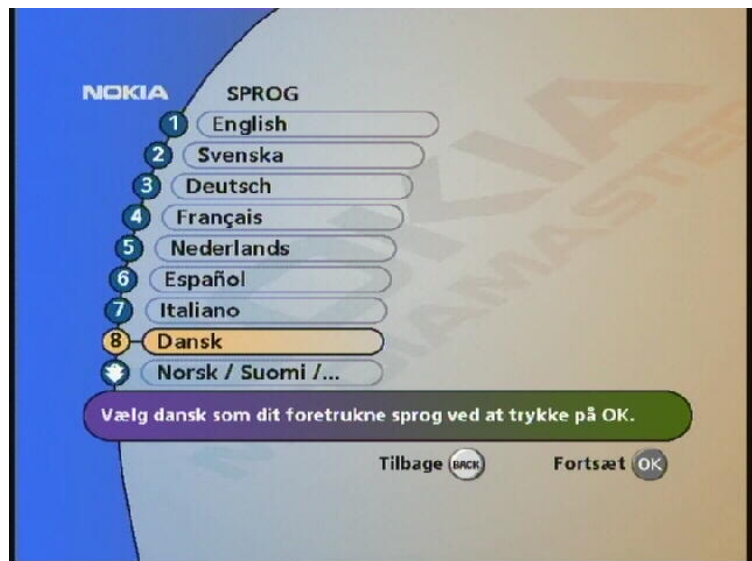 NOKIA SPROG
1 English
2 Svenska
3 Deutsch
4 Français
5 Nederlands
6 Español
7 Italiano
8 Dansk
Norsk / Suomi /...
Vælg dansk som dit foretrukne sprog ved at trykke på OK.
Tilbage BACK Fortsæt OK
NOKIA